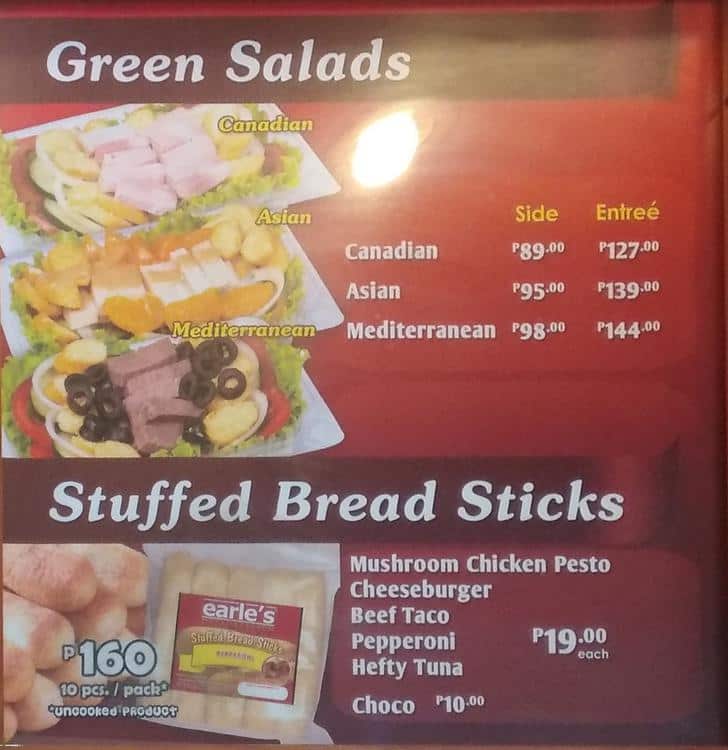 Green Salads
Canadian
Asian
Mediterranean
Side Entreé
Canadian ₱89.00 ₱127.00
Asian ₱95.00 ₱139.00
Mediterranean ₱98.00 ₱144.00
Stuffed Bread Sticks
earle's
Stuffed Bread Sticks
PEPPERONI
₱160
10 pcs. / pack*
*uncooked PRODUCT
Mushroom Chicken Pesto
Cheeseburger
Beef Taco
Pepperoni
Hefty Tuna
₱19.00
each
Choco ₱10.00